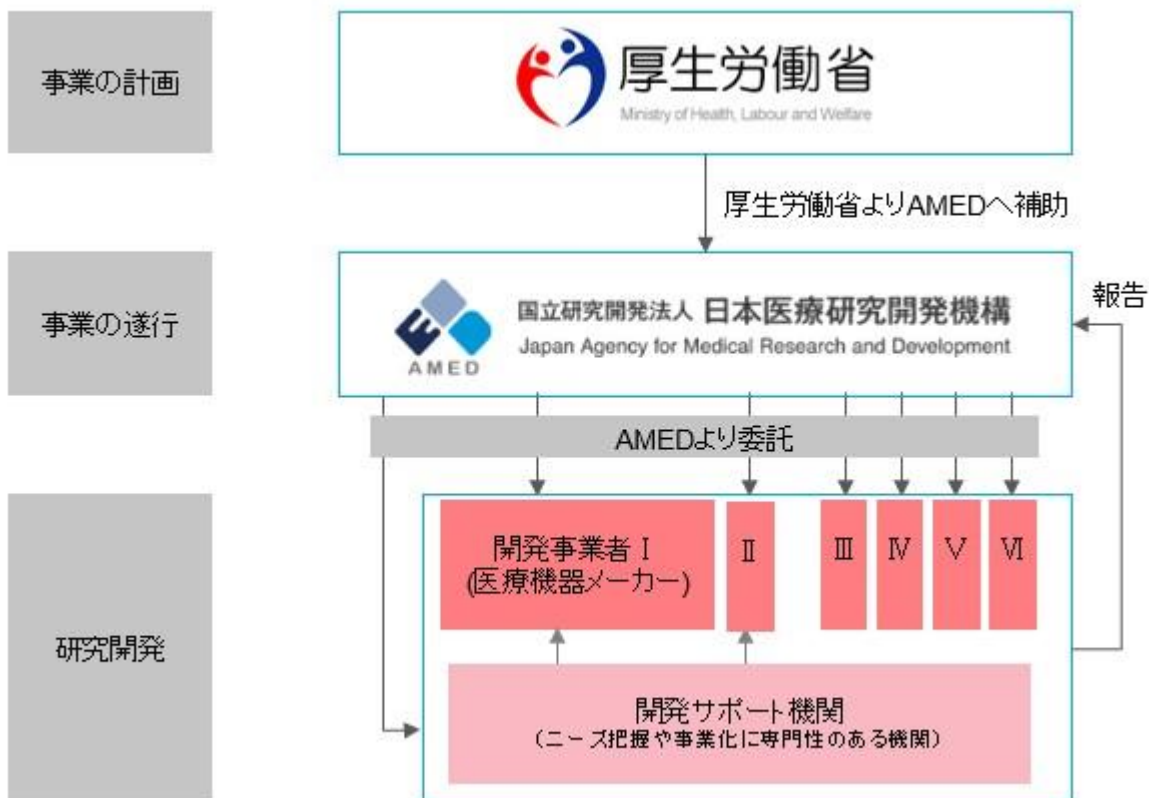 事業の計画
厚生労働省
Ministry of Health, Labour and Welfare
厚生労働省よりAMEDへ補助
事業の遂行
AMED
国立研究開発法人 日本医療研究開発機構
Japan Agency for Medical Research and Development
報告
AMEDより委託
研究開発
開発事業者Ⅰ
(医療機器メーカー)
Ⅱ
Ⅲ
Ⅳ
Ⅴ
Ⅵ
開発サポート機関
（ニーズ把握や事業化に専門性のある機関）